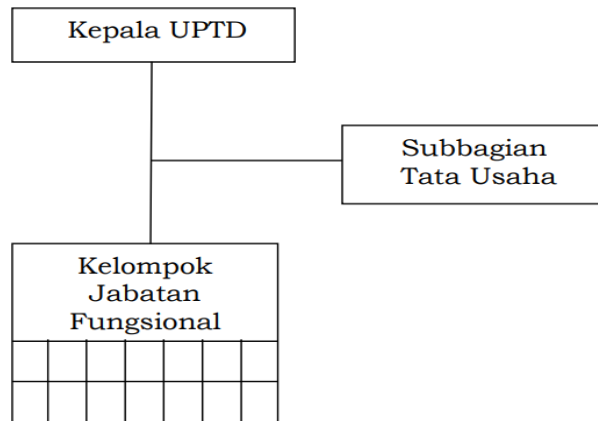 Kepala UPTD
Subbagian
Tata Usaha
Kelompok
Jabatan
Fungsional